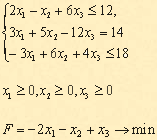 2x₁ - x₂ + 6x₃ ≤ 12,
3x₁ + 5x₂ - 12x₃ = 14
- 3x₁ + 6x₂ + 4x₃ ≤ 18
x₁ ≥ 0, x₂ ≥ 0, x₃ ≥ 0
F = -2x₁ - x₂ + x₃ → min